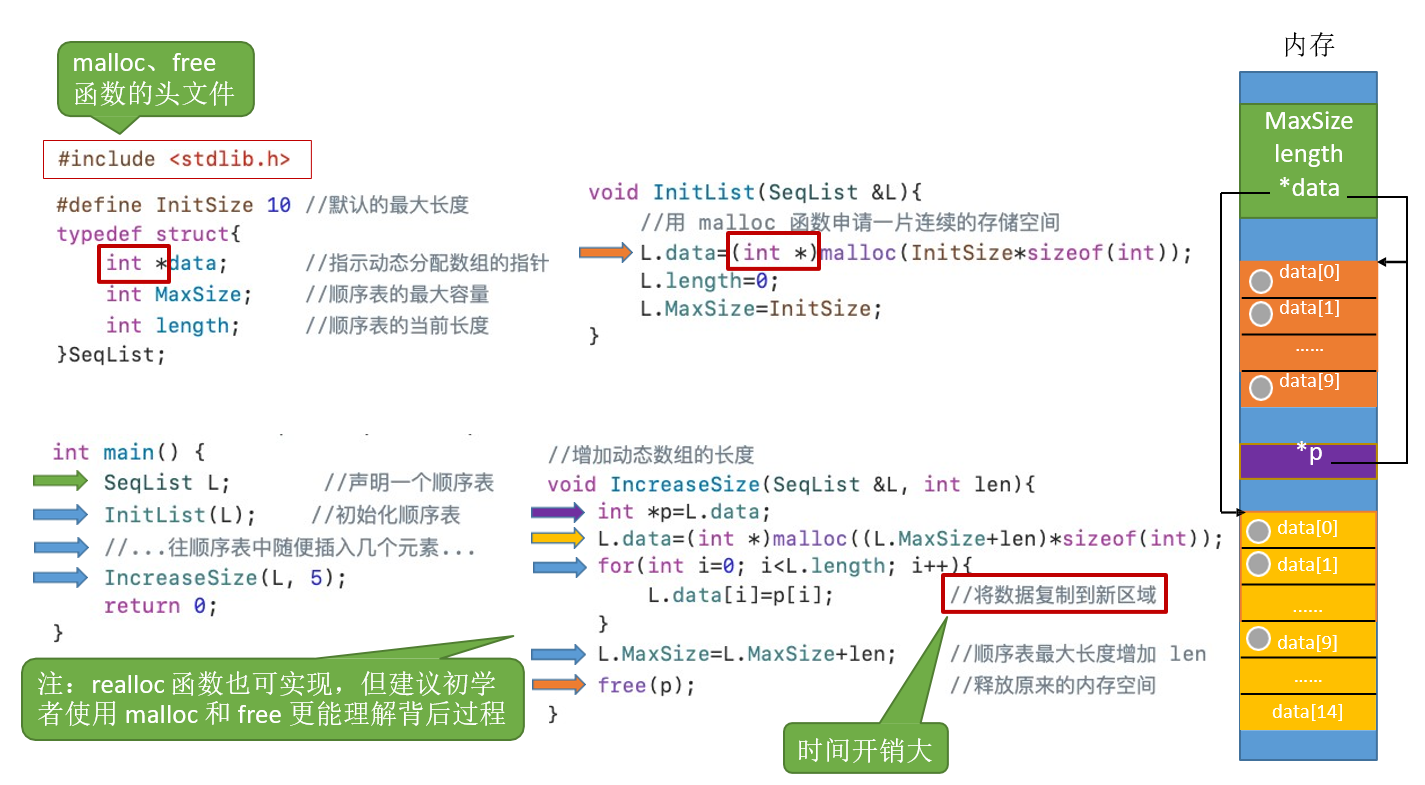 malloc、free
函数的头文件
#include <stdlib.h>
#define InitSize 10 //默认的最大长度
typedef struct{
int *data; //指示动态分配数组的指针
int MaxSize; //顺序表的最大容量
int length; //顺序表的当前长度
}SeqList;
void InitList(SeqList &L){
//用 malloc 函数申请一片连续的存储空间
L.data=(int *)malloc(InitSize*sizeof(int));
L.length=0;
L.MaxSize=InitSize;
}
int main() {
SeqList L; //声明一个顺序表
InitList(L); //初始化顺序表
//...往顺序表中随便插入几个元素...
IncreaseSize(L, 5);
return 0;
}
注：realloc 函数也可实现，但建议初学
者使用 malloc 和 free 更能理解背后过程
//增加动态数组的长度
void IncreaseSize(SeqList &L, int len){
int *p=L.data;
L.data=(int *)malloc((L.MaxSize+len)*sizeof(int));
for(int i=0; i<L.length; i++){
L.data[i]=p[i]; //将数据复制到新区域
}
L.MaxSize=L.MaxSize+len; //顺序表最大长度增加 len
free(p); //释放原来的内存空间
}
时间开销大
内存
MaxSize
length
*data
data[0]
data[1]
……
data[9]
*p
data[0]
data[1]
……
data[9]
……
data[14]